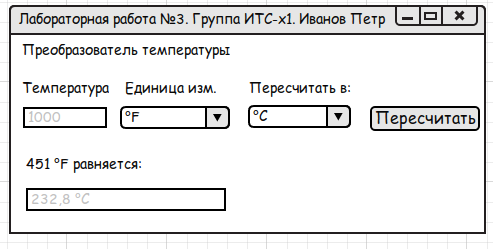 Лабораторная работа №3. Группа ИТС-х1. Иванов Петр
Преобразователь температуры
Температура Единица изм. Пересчитать в:
1000 °F °C Пересчитать
451 °F равняется:
232,8 °C